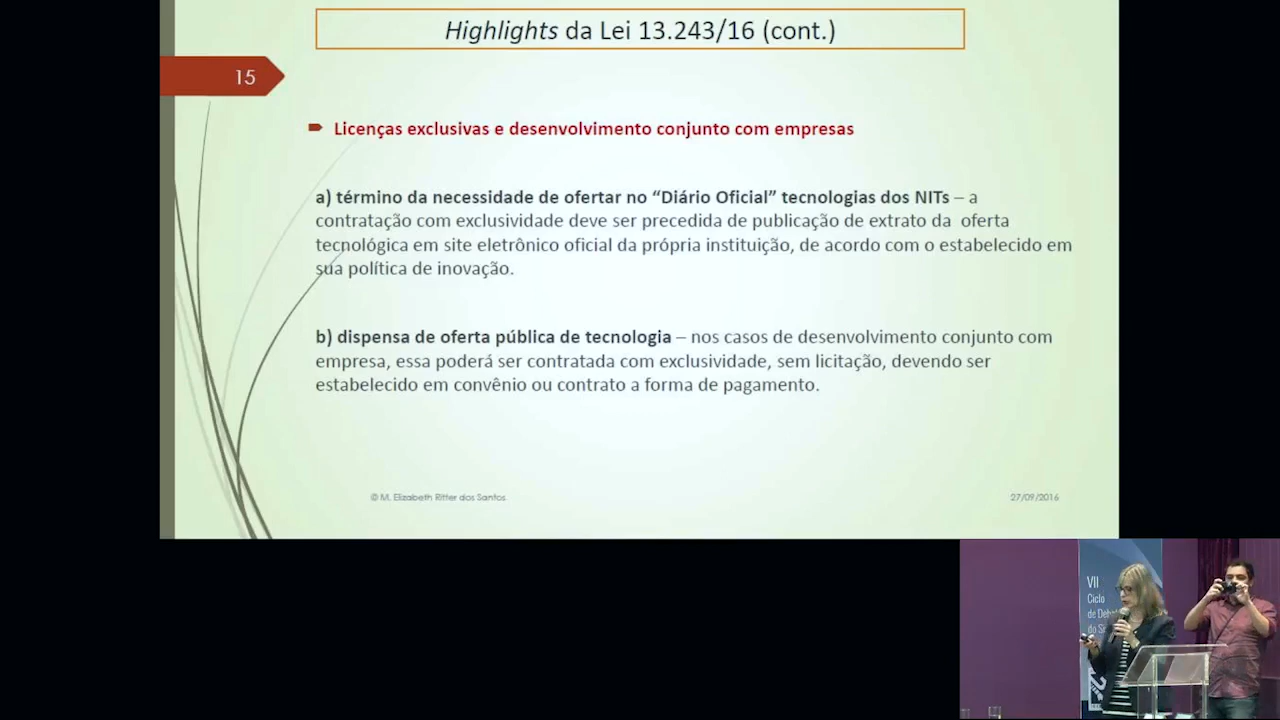 Highlights da Lei 13.243/16 (cont.)
15
Licenças exclusivas e desenvolvimento conjunto com empresas
a) término da necessidade de ofertar no “Diário Oficial” tecnologias dos NITs – a
contratação com exclusividade deve ser precedida de publicação de extrato da oferta
tecnológica em site eletrônico oficial da própria instituição, de acordo com o estabelecido em
sua política de inovação.
b) dispensa de oferta pública de tecnologia – nos casos de desenvolvimento conjunto com
empresa, essa poderá ser contratada com exclusividade, sem licitação, devendo ser
estabelecido em convênio ou contrato a forma de pagamento.
© M. Elizabeth Ritter dos Santos
27/09/2016
VII
Ciclo
de
do